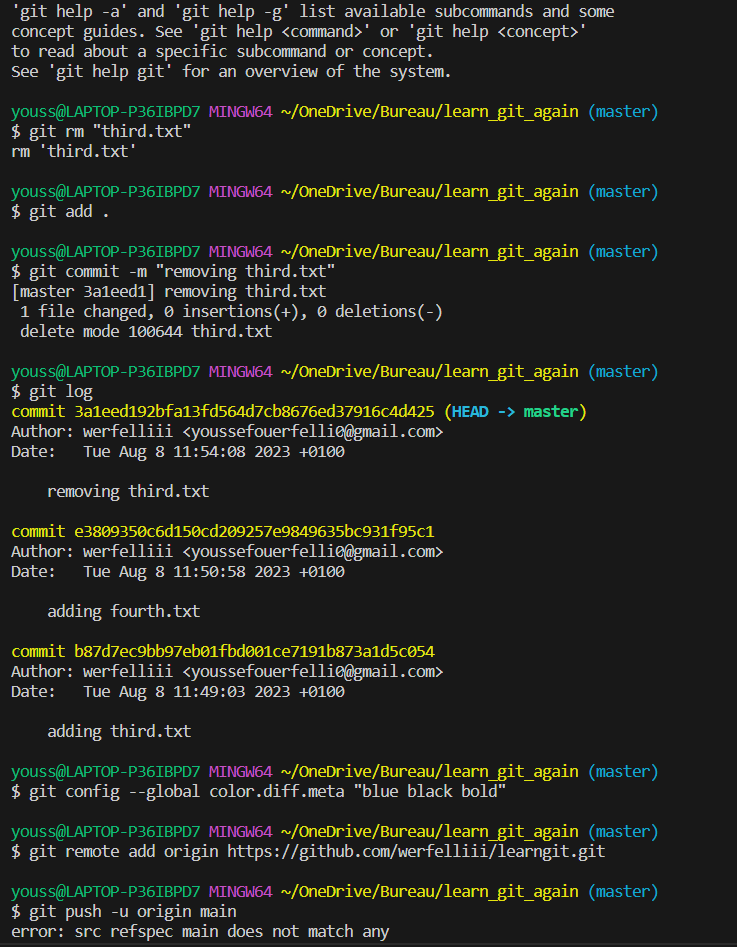 'git help -a' and 'git help -g' list available subcommands and some
concept guides. See 'git help <command>' or 'git help <concept>'
to read about a specific subcommand or concept.
See 'git help git' for an overview of the system.
youss@LAPTOP-P36IBPD7 MINGW64 ~/OneDrive/Bureau/learn_git_again (master)
$ git rm "third.txt"
rm 'third.txt'
youss@LAPTOP-P36IBPD7 MINGW64 ~/OneDrive/Bureau/learn_git_again (master)
$ git add .
youss@LAPTOP-P36IBPD7 MINGW64 ~/OneDrive/Bureau/learn_git_again (master)
$ git commit -m "removing third.txt"
[master 3a1eed1] removing third.txt
 1 file changed, 0 insertions(+), 0 deletions(-)
 delete mode 100644 third.txt
youss@LAPTOP-P36IBPD7 MINGW64 ~/OneDrive/Bureau/learn_git_again (master)
$ git log
commit 3a1eed192bfa13fd564d7cb8676ed37916c4d425 (HEAD -> master)
Author: werfelliii <youssefouerfelli0@gmail.com>
Date:   Tue Aug 8 11:54:08 2023 +0100
    removing third.txt
commit e3809350c6d150cd209257e9849635bc931f95c1
Author: werfelliii <youssefouerfelli0@gmail.com>
Date:   Tue Aug 8 11:50:58 2023 +0100
    adding fourth.txt
commit b87d7ec9bb97eb01fbd001ce7191b873a1d5c054
Author: werfelliii <youssefouerfelli0@gmail.com>
Date:   Tue Aug 8 11:49:03 2023 +0100
    adding third.txt
youss@LAPTOP-P36IBPD7 MINGW64 ~/OneDrive/Bureau/learn_git_again (master)
$ git config --global color.diff.meta "blue black bold"
youss@LAPTOP-P36IBPD7 MINGW64 ~/OneDrive/Bureau/learn_git_again (master)
$ git remote add origin https://github.com/werfelliii/learngit.git
youss@LAPTOP-P36IBPD7 MINGW64 ~/OneDrive/Bureau/learn_git_again (master)
$ git push -u origin main
error: src refspec main does not match any